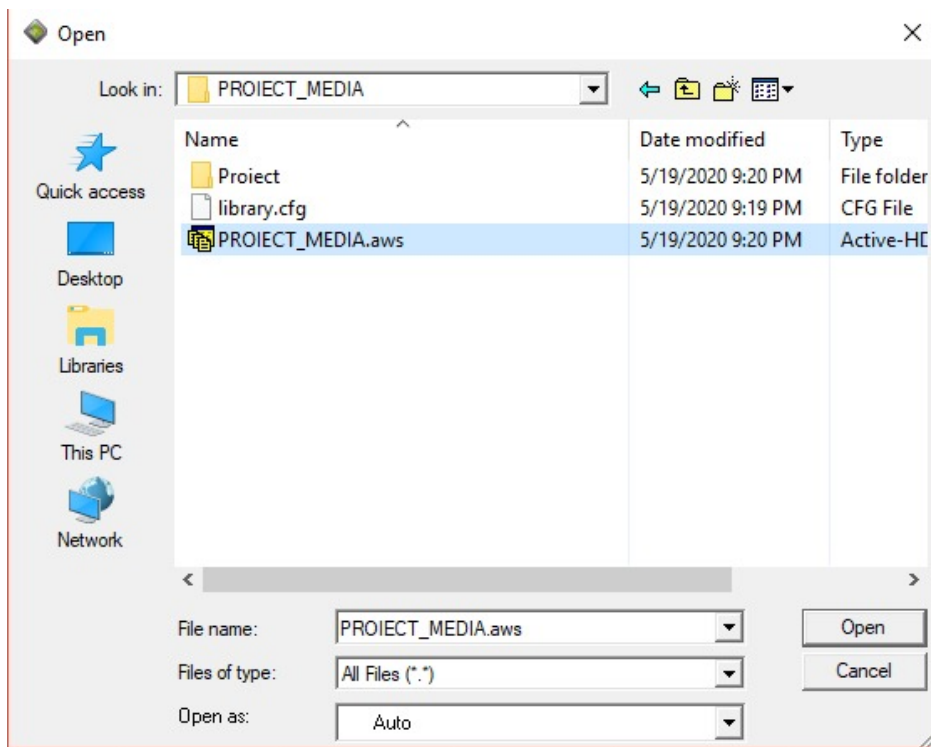 Open
Look in: PROIECT_MEDIA
Name Date modified Type
Quick access
Proiect 5/19/2020 9:20 PM File folder
library.cfg 5/19/2020 9:19 PM CFG File
PROIECT_MEDIA.aws 5/19/2020 9:20 PM Active-HD
Desktop
Libraries
This PC
Network
File name: PROIECT_MEDIA.aws Open
Files of type: All Files (*.*) Cancel
Open as: Auto